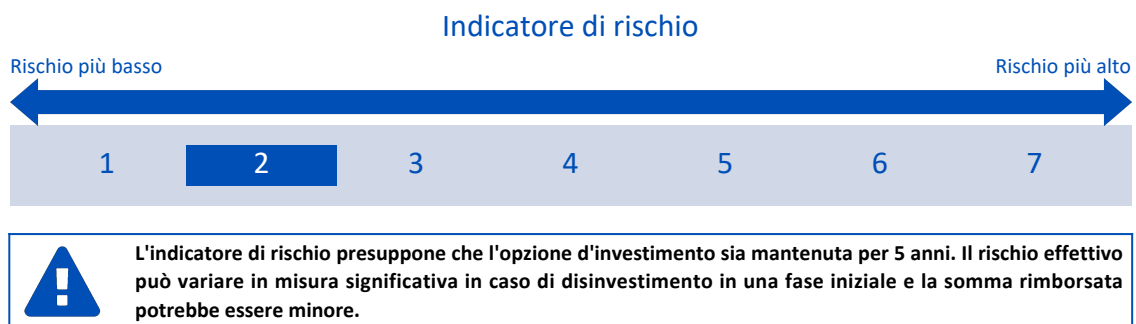 Indicatore di rischio
Rischio più basso
Rischio più alto
1 2 3 4 5 6 7
L'indicatore di rischio presuppone che l'opzione d'investimento sia mantenuta per 5 anni. Il rischio effettivo
può variare in misura significativa in caso di disinvestimento in una fase iniziale e la somma rimborsata
potrebbe essere minore.